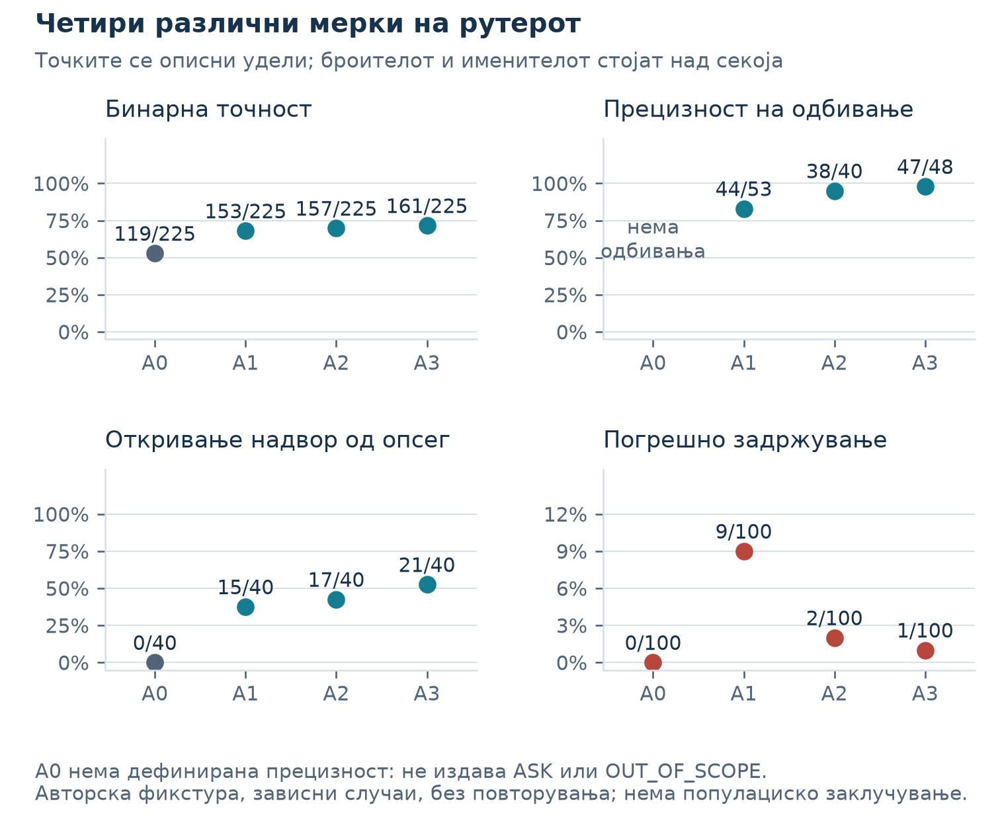 Четири различни мерки на рутерот
Точките се описни удели; броителот и именителот стојат над секоја
Бинарна точност
100%
75%
50%
25%
0%
119/225
153/225
157/225
161/225
A0
A1
A2
A3
Прецизност на одбивање
100%
75%
50%
25%
0%
нема
одбивања
44/53
38/40
47/48
A0
A1
A2
A3
Откривање надвор од опсег
100%
75%
50%
25%
0%
0/40
15/40
17/40
21/40
A0
A1
A2
A3
Погрешно задржување
12%
9%
6%
3%
0%
0/100
9/100
2/100
1/100
A0
A1
A2
A3
A0 нема дефинирана прецизност: не издава ASK или OUT_OF_SCOPE.
Авторска фикстура, зависни случаи, без повторувања; нема популациско заклучување.